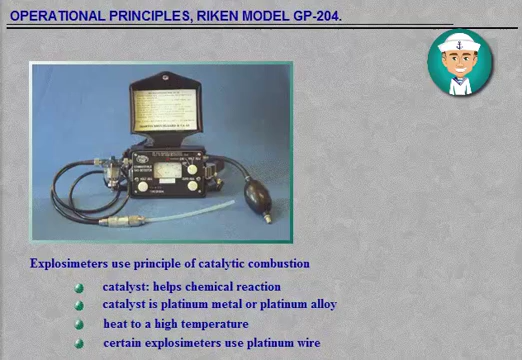 OPERATIONAL PRINCIPLES, RIKEN MODEL GP-204.
Explosimeters use principle of catalytic combustion
catalyst: helps chemical reaction
catalyst is platinum metal or platinum alloy
heat to a high temperature
certain explosimeters use platinum wire